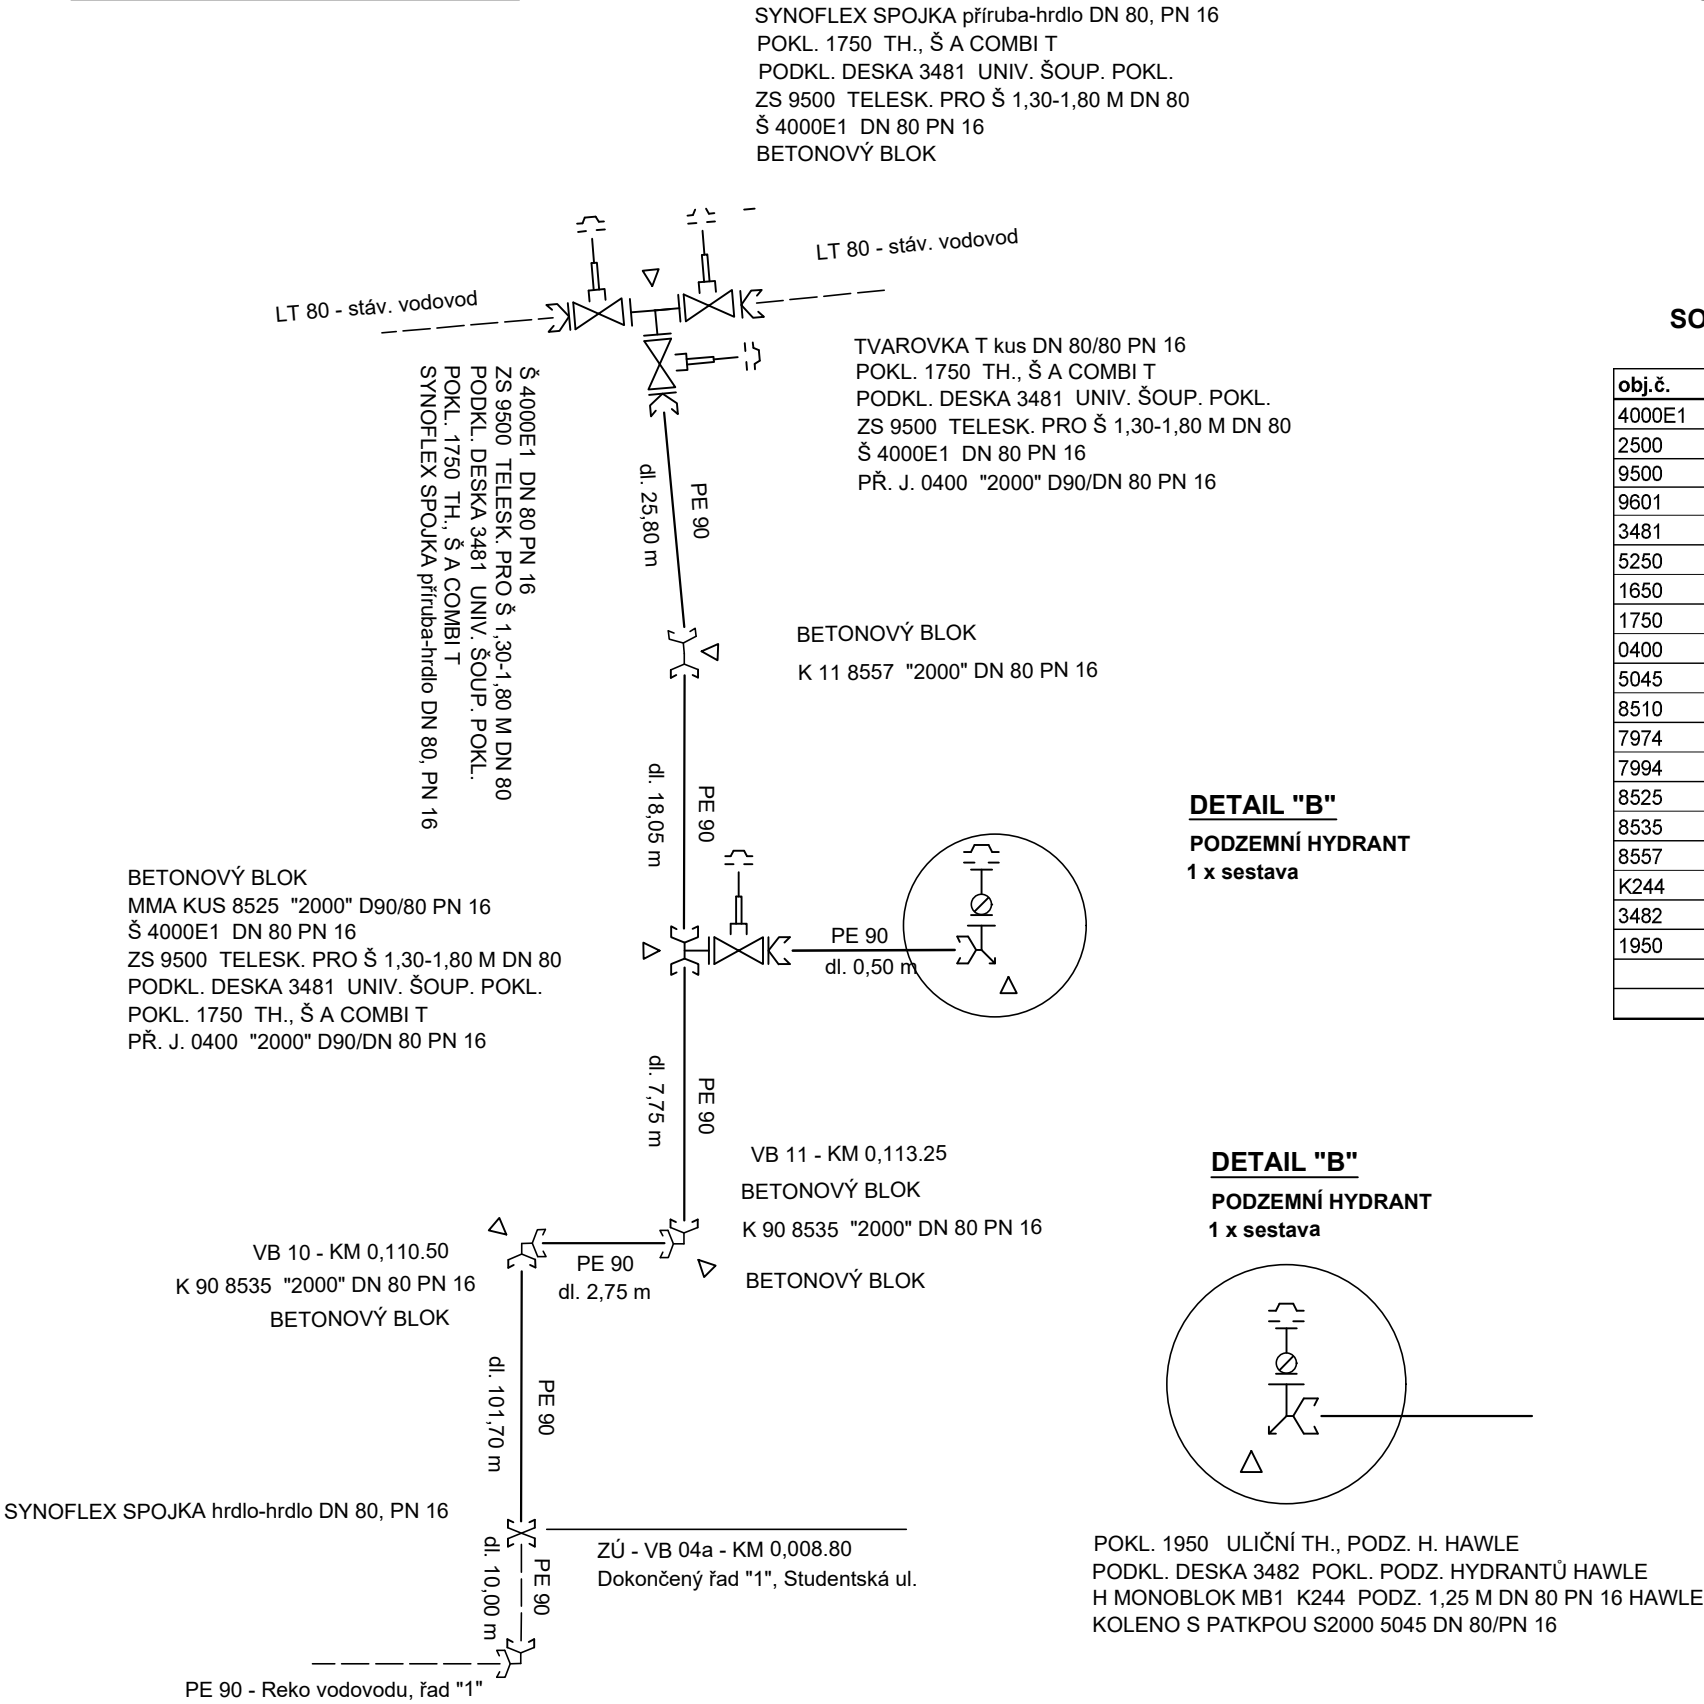 SYNOFLEX SPOJKA příruba-hrdlo DN 80, PN 16
POKL. 1750 TH., Š A COMBI T
PODKL. DESKA 3481 UNIV. ŠOUP. POKL.
ZS 9500 TELESK. PRO Š 1,30-1,80 M DN 80
Š 4000E1 DN 80 PN 16
BETONOVÝ BLOK
LT 80 - stáv. vodovod
LT 80 - stáv. vodovod
TVAROVKA T kus DN 80/80 PN 16
POKL. 1750 TH., Š A COMBI T
PODKL. DESKA 3481 UNIV. ŠOUP. POKL.
ZS 9500 TELESK. PRO Š 1,30-1,80 M DN 80
Š 4000E1 DN 80 PN 16
PŘ. J. 0400 "2000" D90/DN 80 PN 16
Š 4000E1 DN 80 PN 16
ZS 9500 TELESK. PRO Š 1,30-1,80 M DN 80
PODKL. DESKA 3481 UNIV. ŠOUP. POKL.
POKL. 1750 TH., Š A COMBI T
SYNOFLEX SPOJKA příruba-hrdlo DN 80, PN 16
PE 90
dl. 25,80 m
BETONOVÝ BLOK
K 11 8557 "2000" DN 80 PN 16
PE 90
dl. 18,05 m
DETAIL "B"
PODZEMNÍ HYDRANT
1 x sestava
BETONOVÝ BLOK
MMA KUS 8525 "2000" D90/80 PN 16
Š 4000E1 DN 80 PN 16
ZS 9500 TELESK. PRO Š 1,30-1,80 M DN 80
PODKL. DESKA 3481 UNIV. ŠOUP. POKL.
POKL. 1750 TH., Š A COMBI T
PŘ. J. 0400 "2000" D90/DN 80 PN 16
PE 90
dl. 0,50 m
PE 90
dl. 7,75 m
VB 11 - KM 0,113.25
BETONOVÝ BLOK
K 90 8535 "2000" DN 80 PN 16
BETONOVÝ BLOK
VB 10 - KM 0,110.50
K 90 8535 "2000" DN 80 PN 16
BETONOVÝ BLOK
PE 90
dl. 2,75 m
DETAIL "B"
PODZEMNÍ HYDRANT
1 x sestava
PE 90
dl. 101,70 m
SYNOFLEX SPOJKA hrdlo-hrdlo DN 80, PN 16
ZÚ - VB 04a - KM 0,008.80
Dokončený řad "1", Studentská ul.
PE 90
dl. 10,00 m
PE 90 - Reko vodovodu, řad "1"
POKL. 1950 ULIČNÍ TH., PODZ. H. HAWLE
PODKL. DESKA 3482 POKL. PODZ. HYDRANTŮ HAWLE
H MONOBLOK MB1 K244 PODZ. 1,25 M DN 80 PN 16 HAWLE
KOLENO S PATKPOU S2000 5045 DN 80/PN 16
SO
obj.č.
4000E1
2500
9500
9601
3481
5250
1650
1750
0400
5045
8510
7974
7994
8525
8535
8557
K244
3482
1950